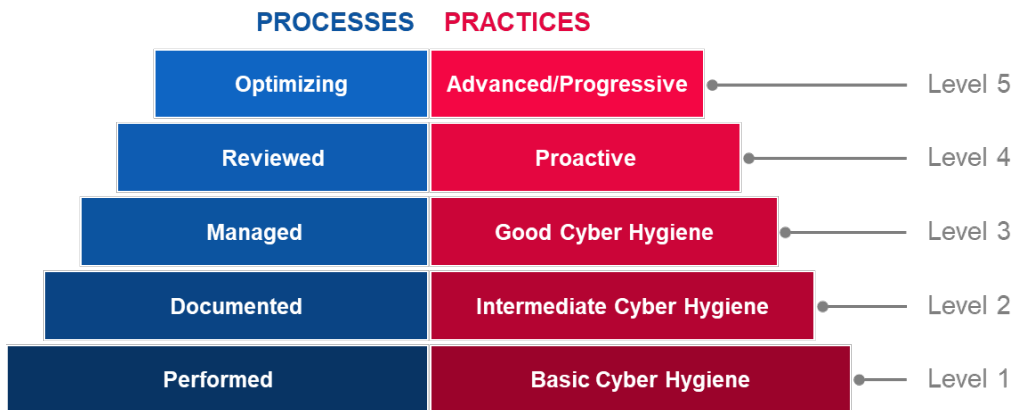 PROCESSES PRACTICES
Optimizing Advanced/Progressive Level 5
Reviewed Proactive Level 4
Managed Good Cyber Hygiene Level 3
Documented Intermediate Cyber Hygiene Level 2
Performed Basic Cyber Hygiene Level 1